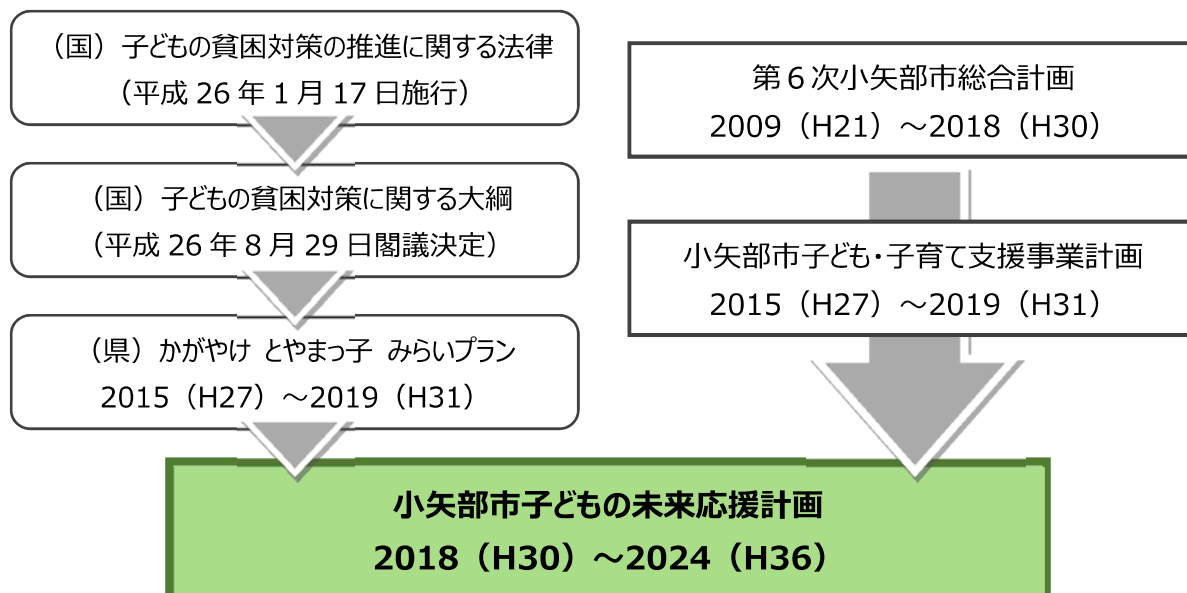 （国）子どもの貧困対策の推進に関する法律
（平成 26 年 1 月 17 日施行）
（国）子どもの貧困対策に関する大綱
（平成 26 年 8 月 29 日閣議決定）
（県）かがやけ とやまっ子 みらいプラン
2015（H27）～2019（H31）
第６次小矢部市総合計画
2009（H21）～2018（H30）
小矢部市子ども・子育て支援事業計画
2015（H27）～2019（H31）
小矢部市子どもの未来応援計画
2018（H30）～2024（H36）